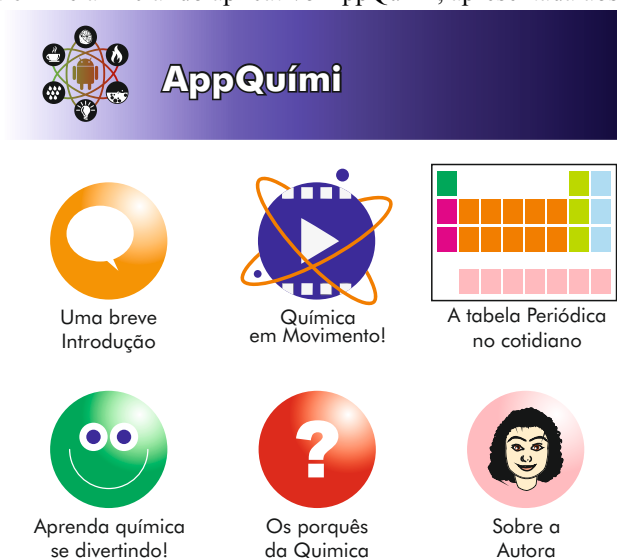 AppQuími
Uma breve
Introdução
Química
em Movimento!
A tabela Periódica
no cotidiano
Aprenda química
se divertindo!
Os porquês
da Quimica
Sobre a
Autora